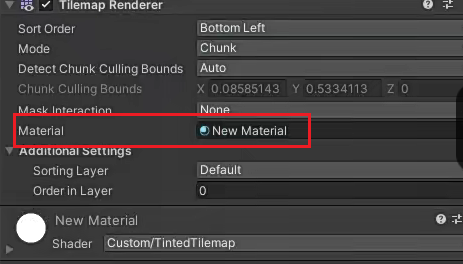 Tilemap Renderer
Sort Order Bottom Left
Mode Chunk
Detect Chunk Culling Bounds Auto
Chunk Culling Bounds X 0.08585143 Y 0.5334113 Z 0
Mask Interaction None
Material New Material
Additional Settings
Sorting Layer Default
Order in Layer 0
New Material
Shader Custom/TintedTilemap